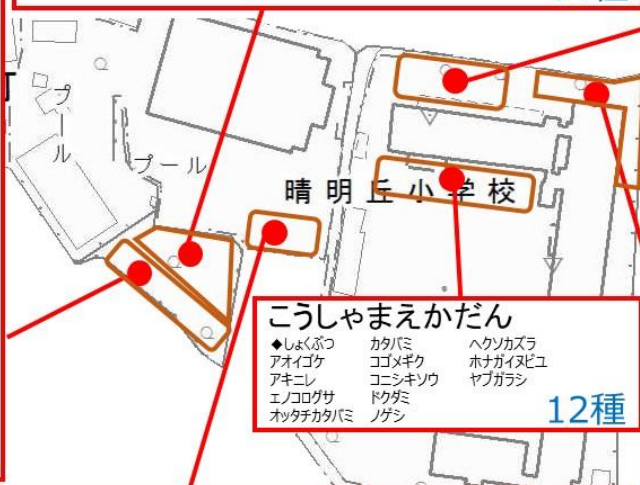 プール
プール
晴明丘小学校
こうしゃまえかだん
◆しょくぶつ カタバミ ヘクソカズラ
アオイゴケ コゴメギク ホナガイヌビユ
アキニレ コニシキソウ ヤブガラシ
エノコログサ ドクダミ
オッタチカタバミ ノゲシ
12種